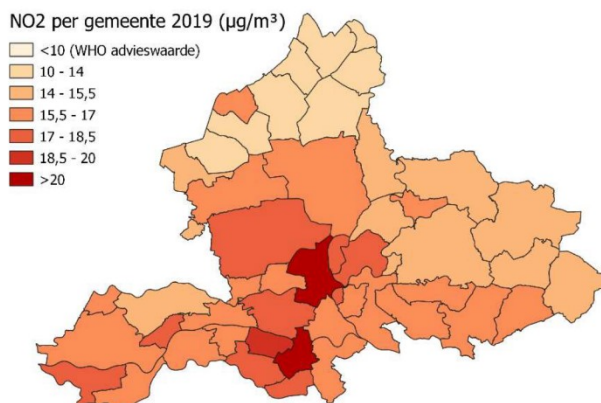 NO2 per gemeente 2019 (µg/m³)
<10 (WHO advieswaarde)
10 - 14
14 - 15,5
15,5 - 17
17 - 18,5
18,5 - 20
>20